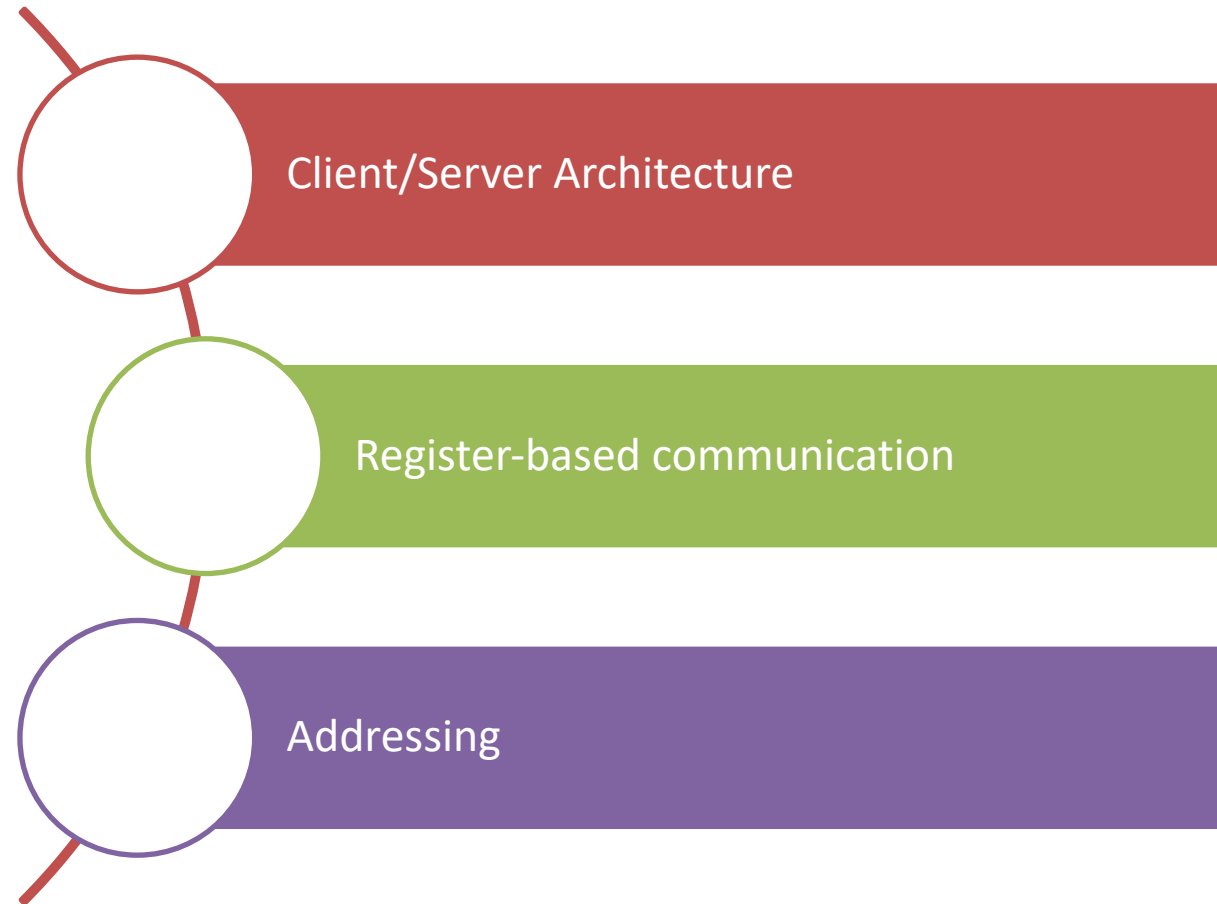 Client/Server Architecture
Register-based communication
Addressing